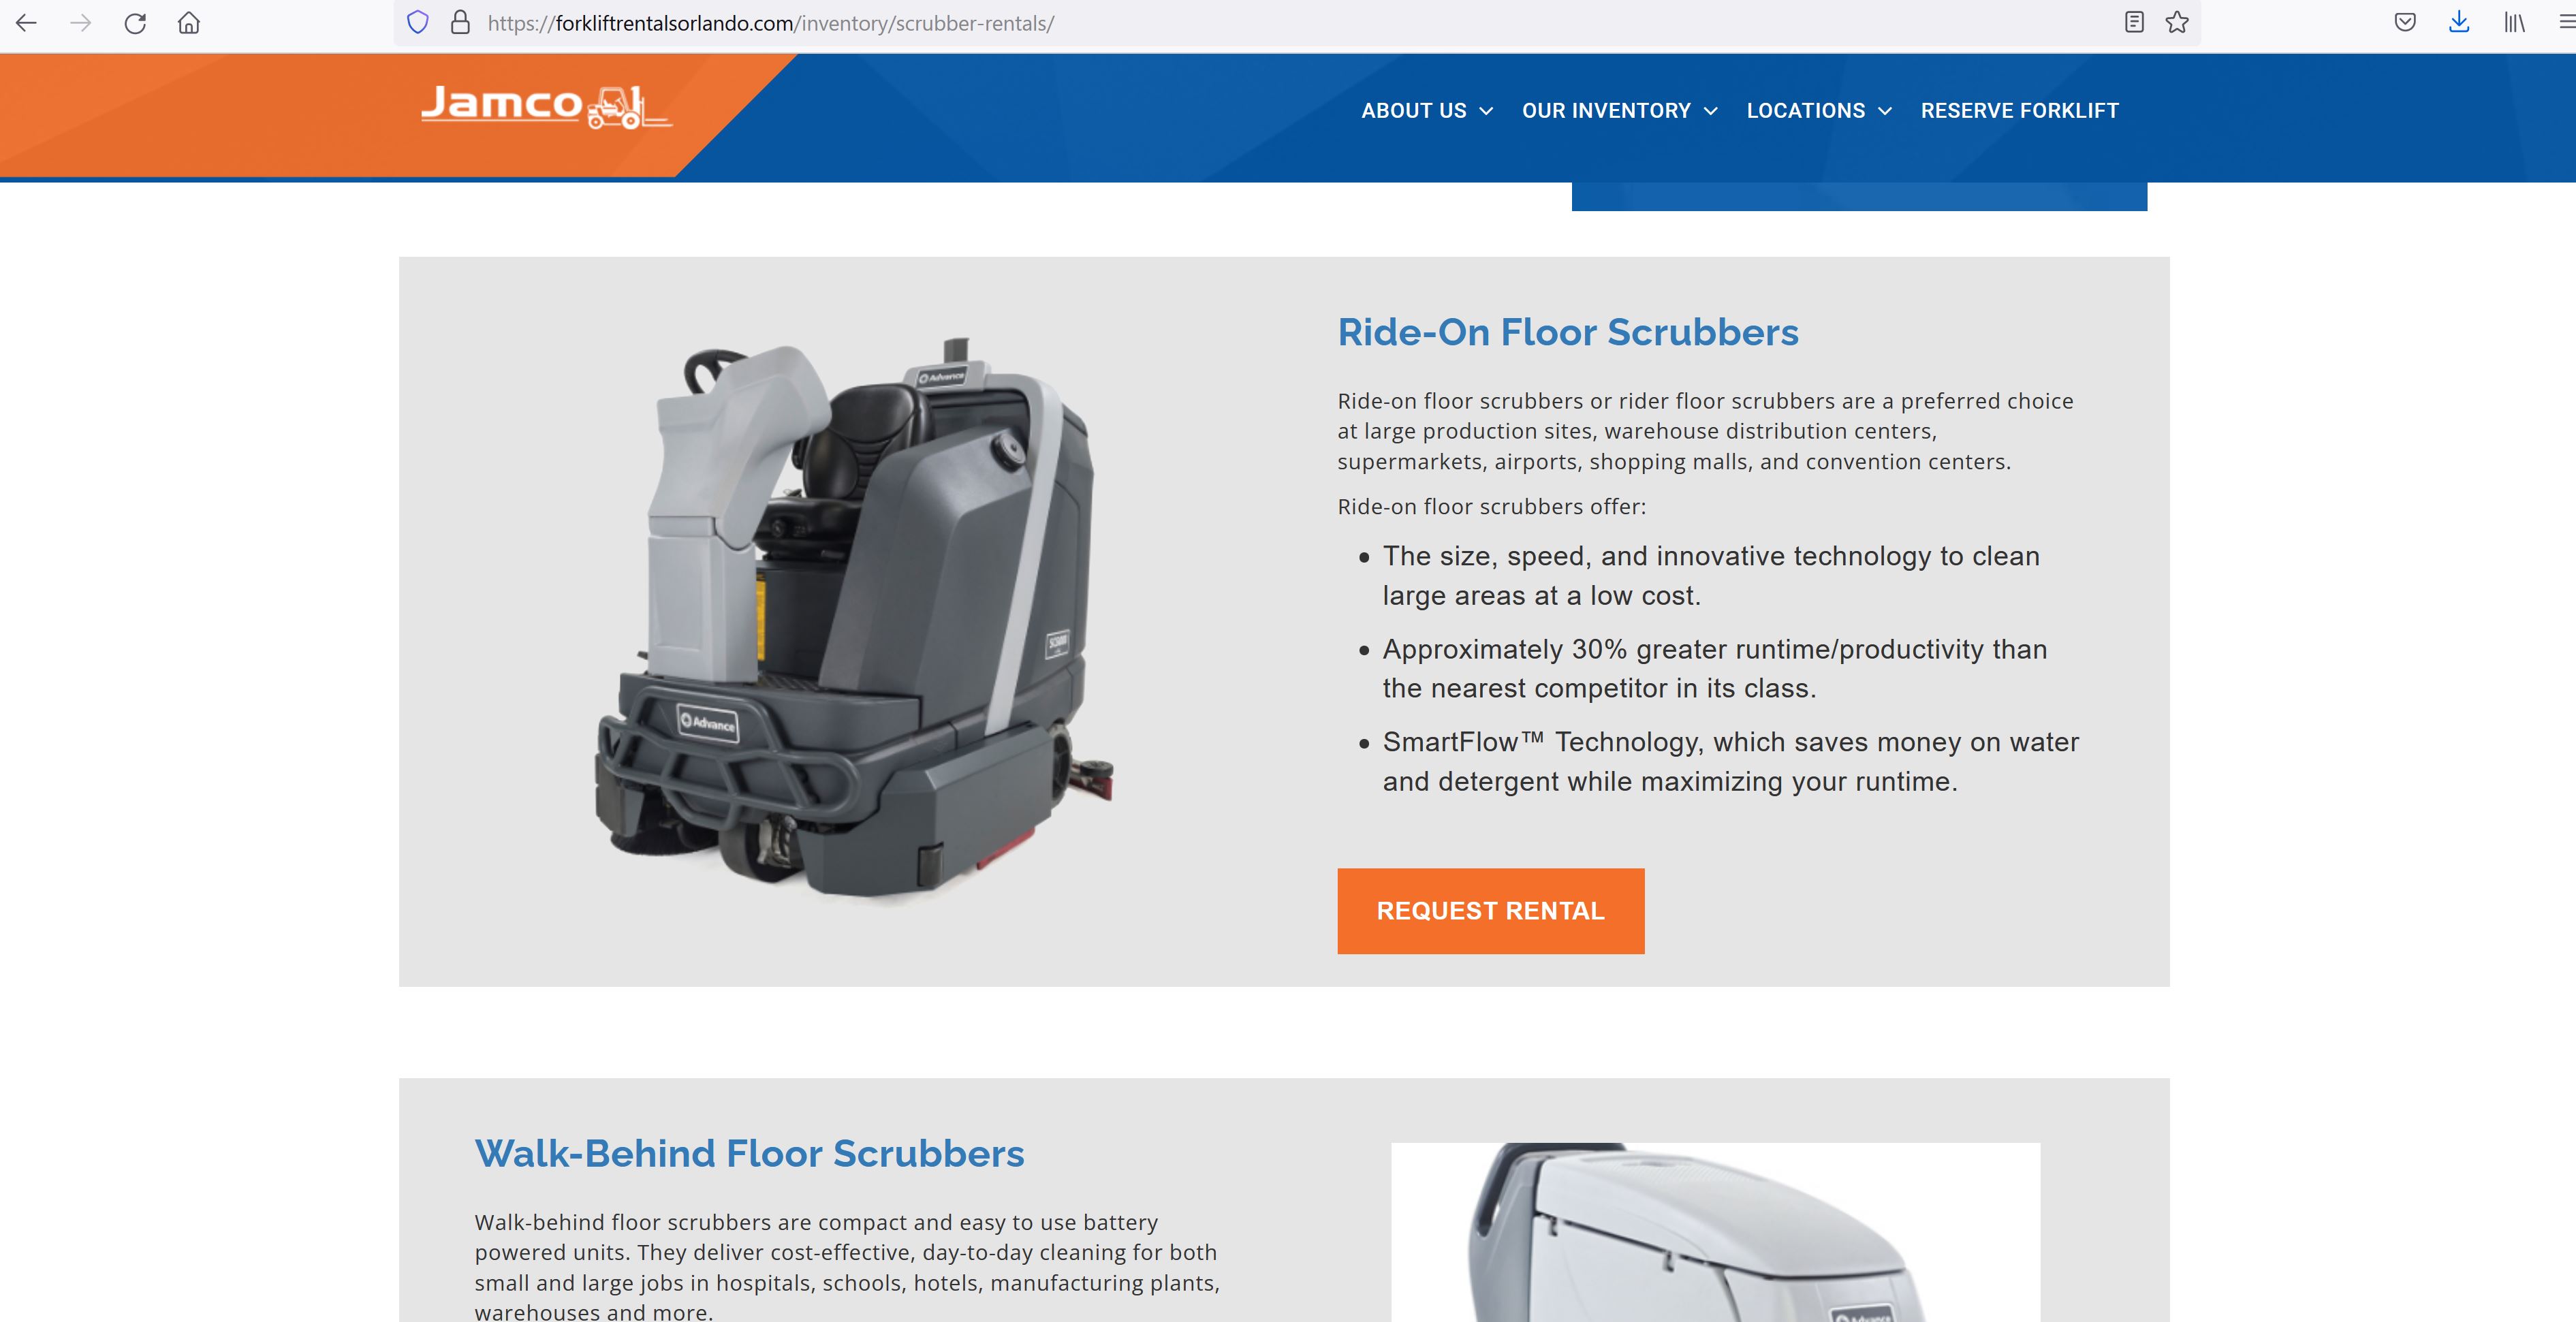 https://forkliftrentalsorlando.com/inventory/scrubber-rentals/
Jamco
ABOUT US
OUR INVENTORY
LOCATIONS
RESERVE FORKLIFT
Advance
Advance
Ride-On Floor Scrubbers
Ride-on floor scrubbers or rider floor scrubbers are a preferred choice
at large production sites, warehouse distribution centers,
supermarkets, airports, shopping malls, and convention centers.
Ride-on floor scrubbers offer:
• The size, speed, and innovative technology to clean
large areas at a low cost.
• Approximately 30% greater runtime/productivity than
the nearest competitor in its class.
• SmartFlow™ Technology, which saves money on water
and detergent while maximizing your runtime.
REQUEST RENTAL
Walk-Behind Floor Scrubbers
Walk-behind floor scrubbers are compact and easy to use battery
powered units. They deliver cost-effective, day-to-day cleaning for both
small and large jobs in hospitals, schools, hotels, manufacturing plants,
warehouses and more.
Advance